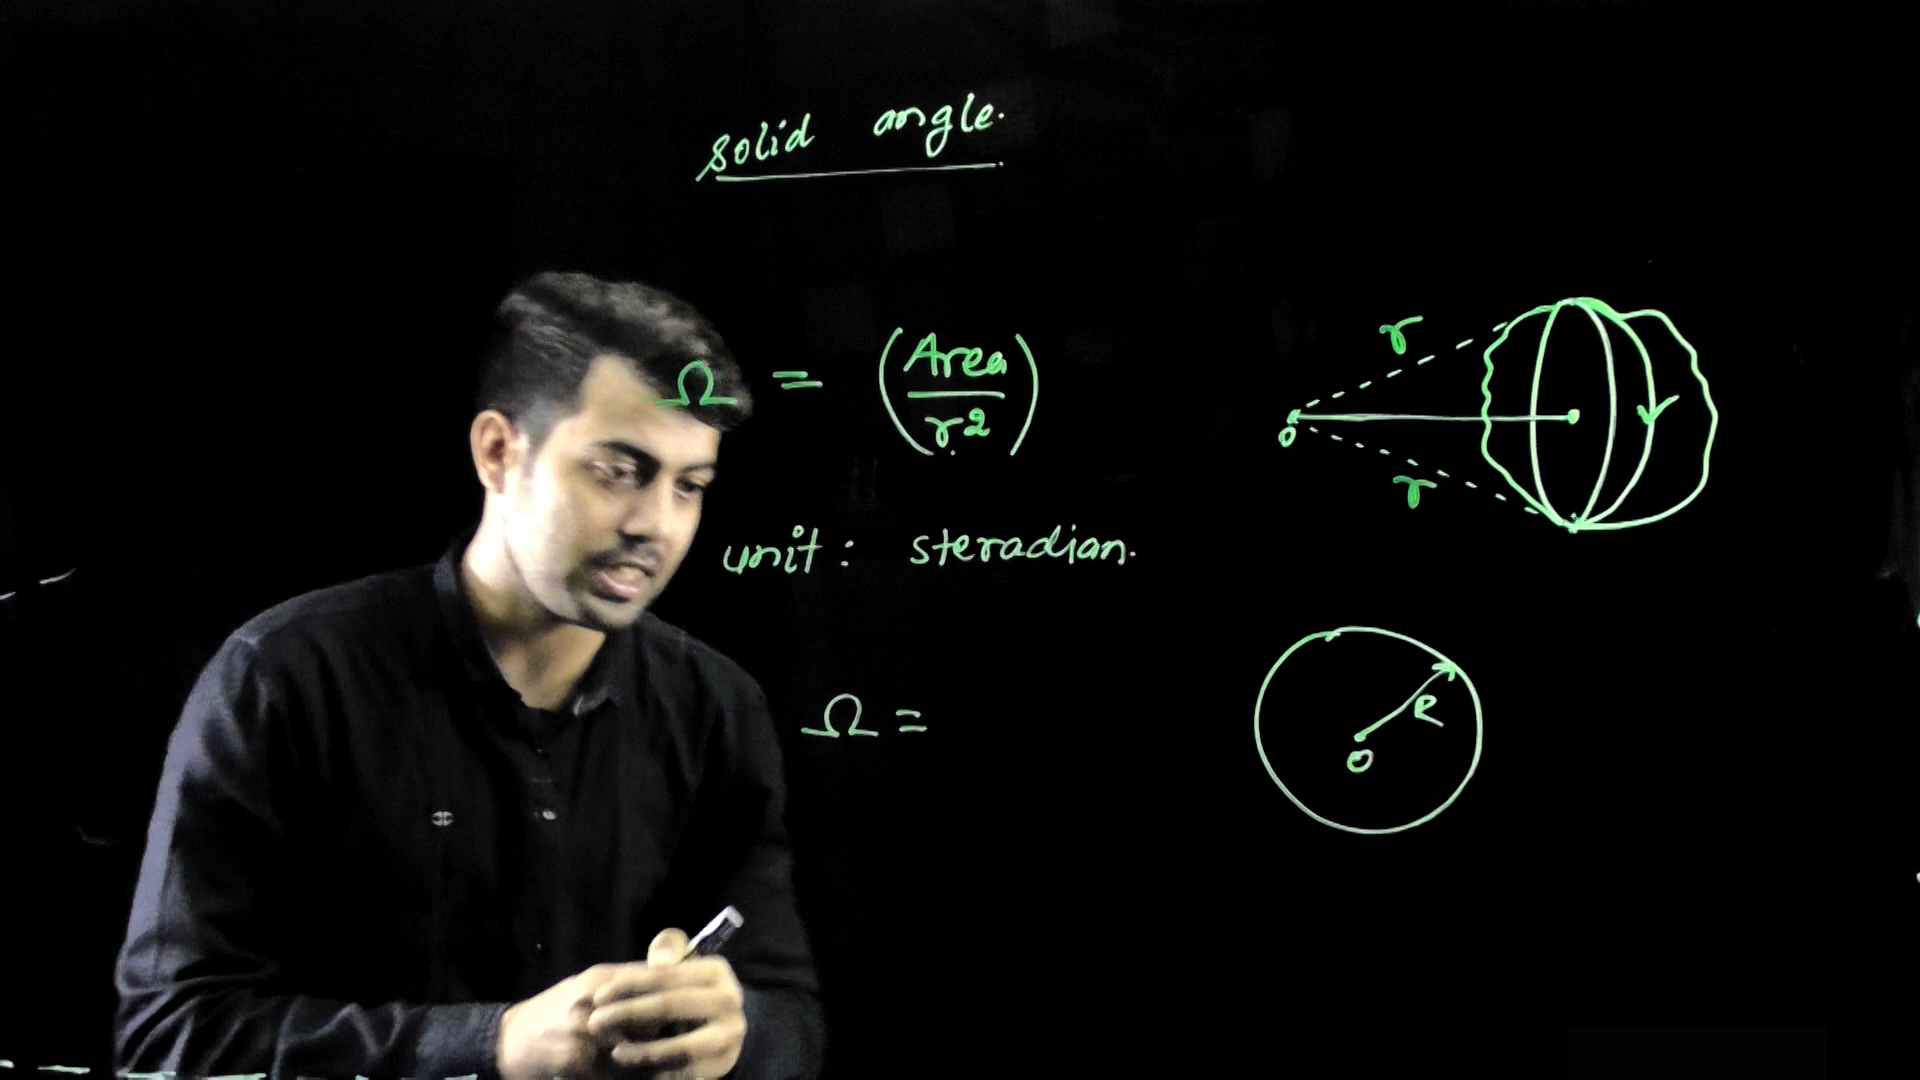 solid angle.
Ω = (Area / r2)
r
o
r
unit : steradian.
Ω =
R
O